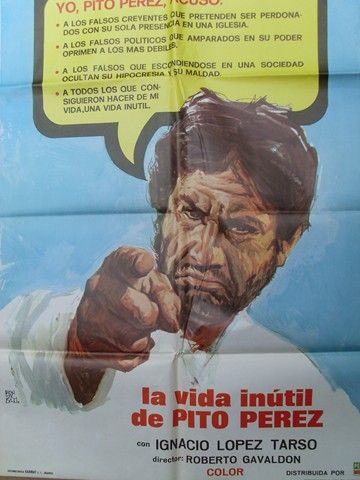 YO, PITO PEREZ, ACUSO:
• A LOS FALSOS CREYENTES QUE PRETENDEN SER PERDONA-
DOS CON SU SOLA PRESENCIA EN UNA IGLESIA.
• A LOS FALSOS POLITICOS QUE AMPARADOS EN SU PODER
OPRIMEN A LOS MAS DEBILES.
• A LOS FALSOS QUE ESCONDIENDOSE EN UNA SOCIEDAD
OCULTAN SU HIPOCRESIA Y SU MALDAD.
• A TODOS LOS QUE CON-
SIGUIERON HACER DE MI
VIDA, UNA VIDA INUTIL.
la vida inútil
de PITO PEREZ
con IGNACIO LOPEZ TARSO
director: ROBERTO GAVALDON
COLOR
DISTRIBUIDA POR